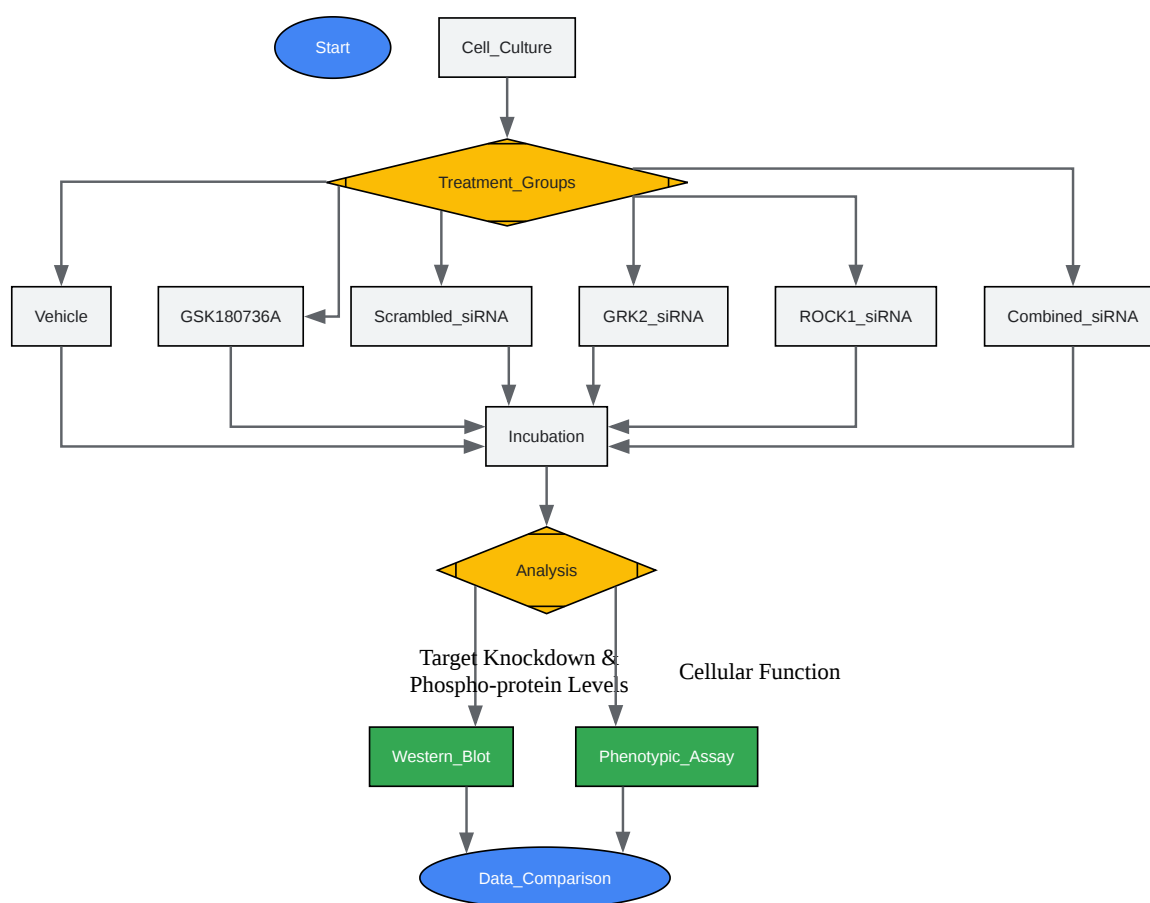 Start
Cell_Culture
Treatment_Groups
Vehicle
GSK180736A
Scrambled_siRNA
GRK2_siRNA
ROCK1_siRNA
Combined_siRNA
Incubation
Analysis
Target Knockdown &
Phospho-protein Levels
Cellular Function
Western_Blot
Phenotypic_Assay
Data_Comparison